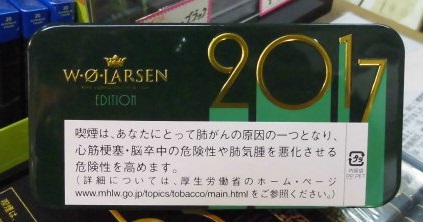 W·Ø·LARSEN
EDITION
2017
喫煙は、あなたにとって肺がんの原因の一つとなり、
心筋梗塞・脳卒中の危険性や肺気腫を悪化させる
危険性を高めます。
(詳細については、厚生労働省のホーム・ページ
www.mhlw.go.jp/topics/tobacco/main.html をご参照ください。)
プラ